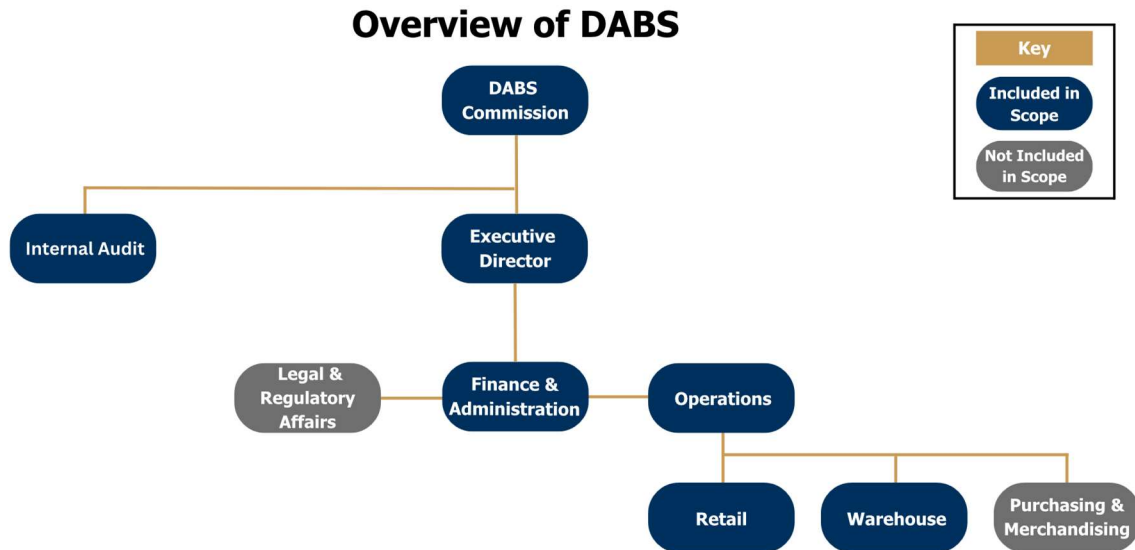 Overview of DABS
Key
Included in
Scope
Not Included
in Scope
DABS
Commission
Internal Audit
Executive
Director
Legal &
Regulatory
Affairs
Finance &
Administration
Operations
Retail
Warehouse
Purchasing &
Merchandising